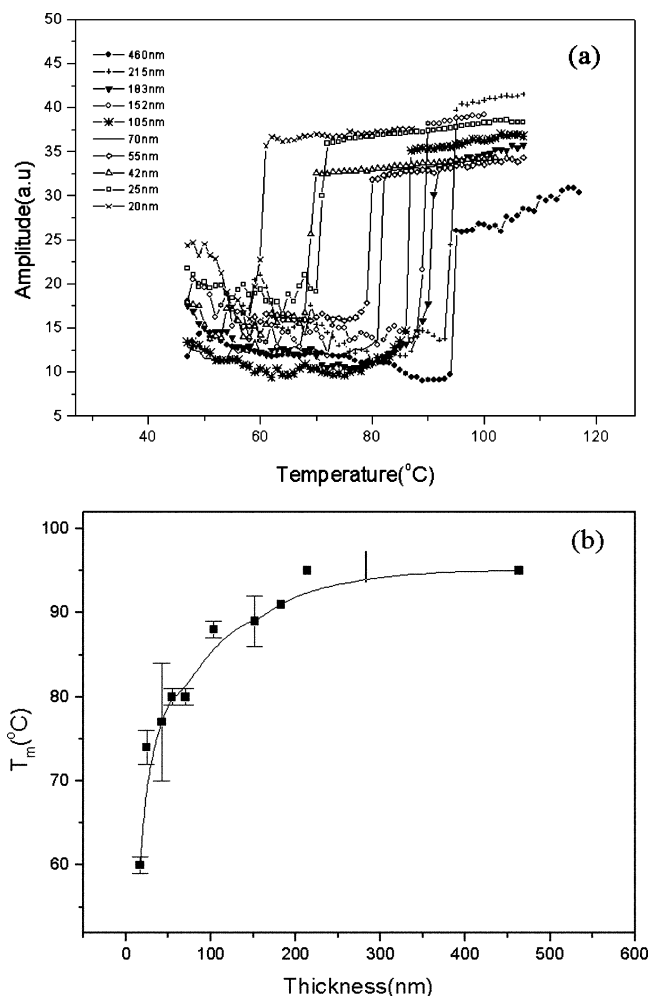 (a)
50
45
40
35
30
25
20
15
10
5
Amplitude(a.u)
460nm
215nm
183nm
152nm
105nm
70nm
55nm
42nm
25nm
20nm
40 60 80 100 120
Temperature(°C)
(b)
100
90
80
70
60
Tm(°C)
0 100 200 300 400 500 600
Thickness(nm)